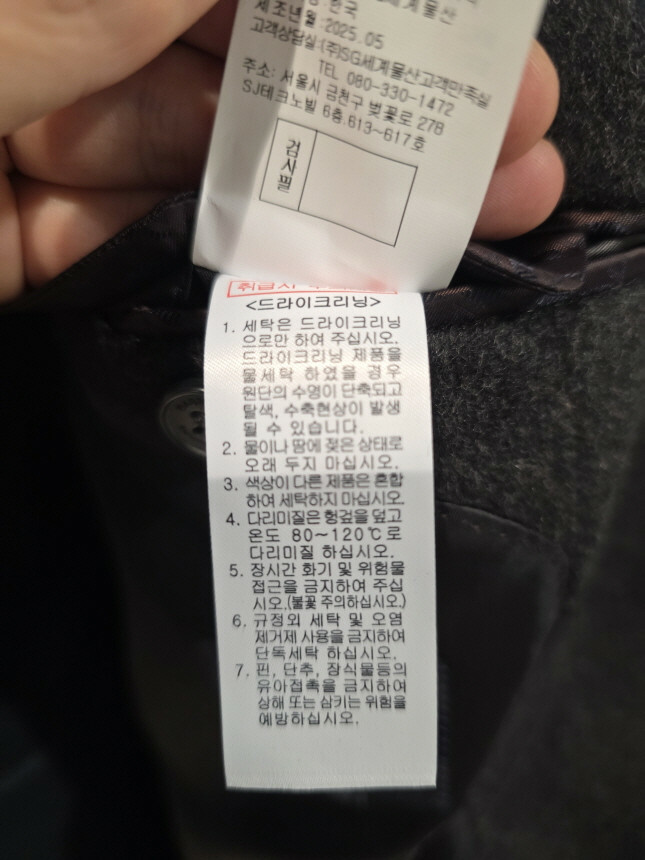 한국
세계물산
제조년월:2025.05
고객상담실:(주)SG세계물산고객만족실
TEL 080-330-1472
주소: 서울시 금천구 벚꽃로 278
SJ테크노빌 6층.613~617호
검사필
취급시
<드라이크리닝>
1. 세탁은 드라이크리닝
으로만 하여 주십시오.
드라이크리닝 제품을
물세탁 하였을 경우
원단의 수명이 단축되고
탈색, 수축현상이 발생
될 수 있습니다.
2. 물이나 땀에 젖은 상태로
오래 두지 마십시오.
3. 색상이 다른 제품은 혼합
하여 세탁하지 마십시오.
4. 다리미질은 헝겊을 덮고
온도 80~120℃로
다리미질 하십시오.
5. 장시간 화기 및 위험물
접근을 금지하여 주십
시오.(불꽃 주의하십시오.)
6. 규정외 세탁 및 오염
제거제 사용을 금지하여
단독세탁 하십시오.
7. 핀, 단추, 장식물등의
유아접촉을 금지하여
상해 또는 삼키는 위험을
예방하십시오.